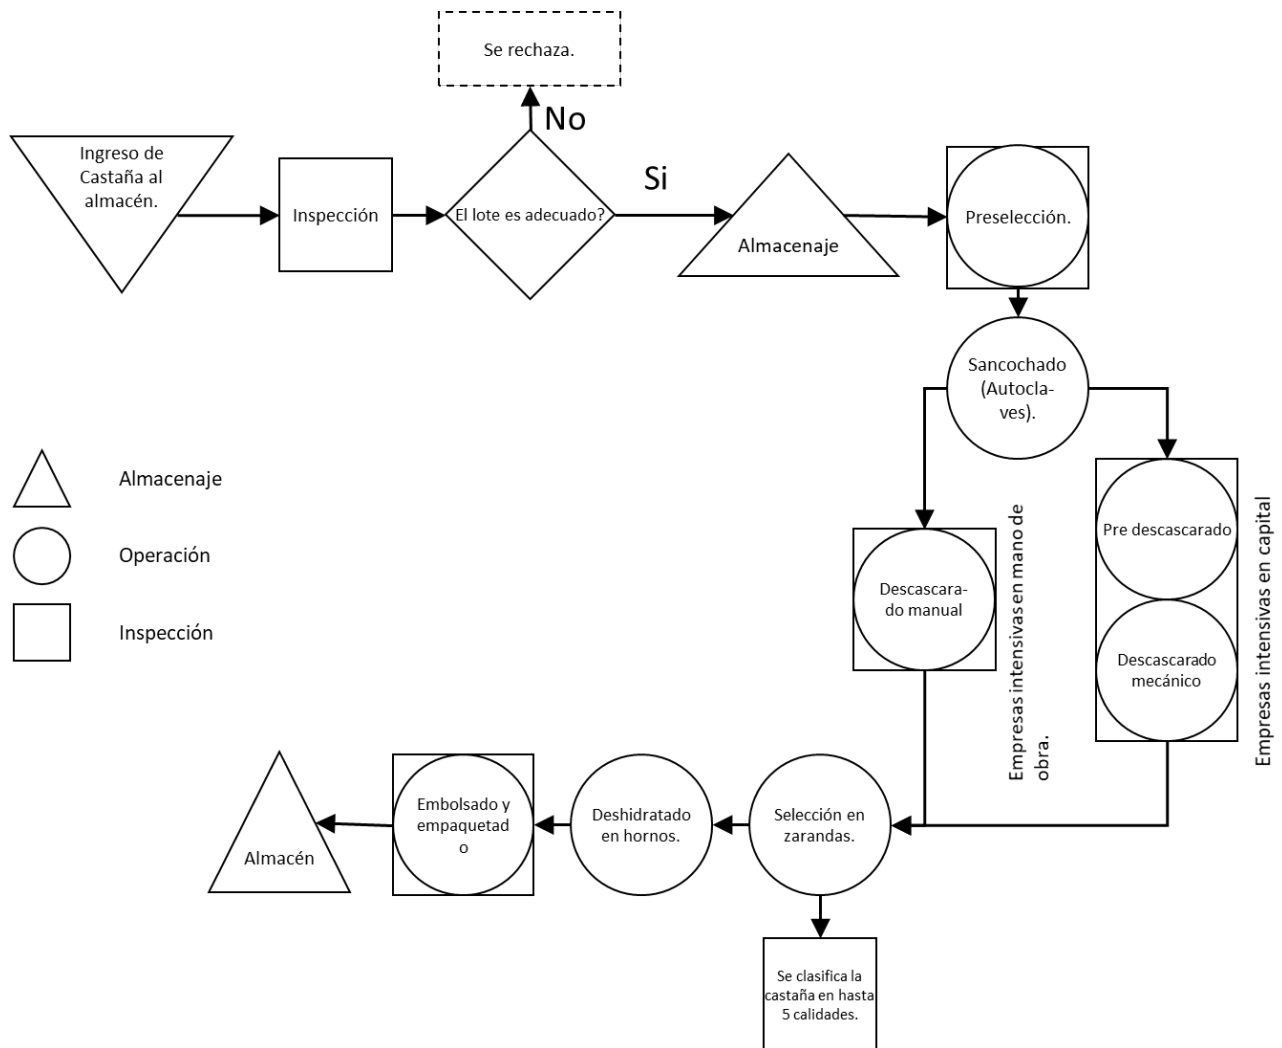 Se rechaza.
No
Ingreso de
Castaña al
almacén.
Inspección
El lote es adecuado?
Si
Almacenaje
Preselección.
Sancochado
(Autocla-
ves).
Almacenaje
Operación
Inspección
Descascara-
do manual
Empresas intensivas en mano de
obra.
Pre descascarado
Descascarado
mecánico
Empresas intensivas en capital
Selección en
zarandas.
Deshidratado
en hornos.
Embolsado y
empaquetad
o
Almacén
Se clasifica la
castaña en hasta
5 calidades.